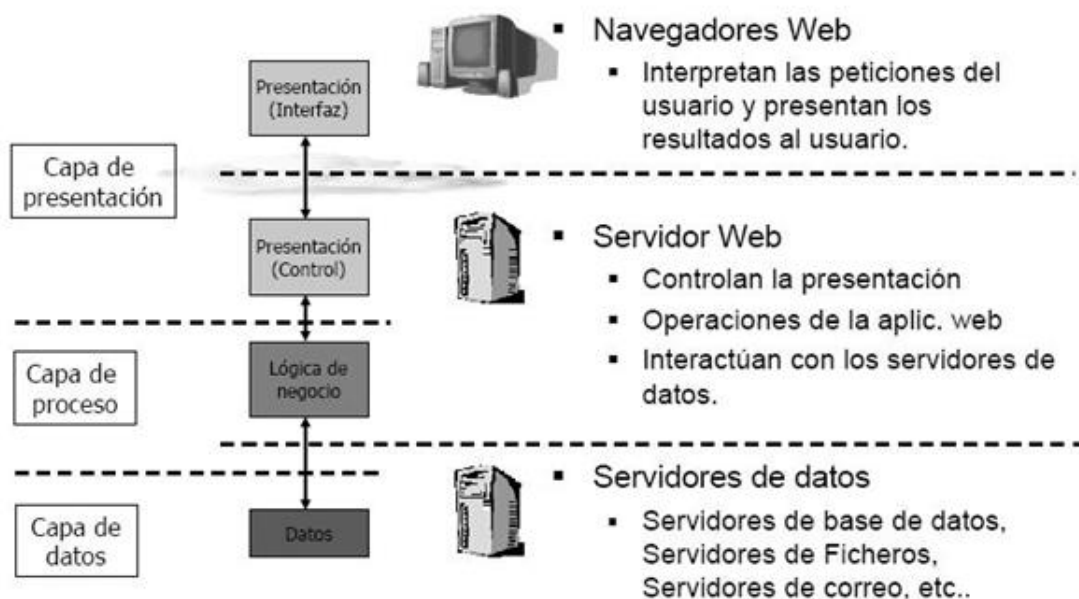 Capa de
presentación
Capa de
proceso
Capa de
datos
Presentación
(Interfaz)
Presentación
(Control)
Lógica de
negocio
Datos
▪ Navegadores Web
▪ Interpretan las peticiones del
usuario y presentan los
resultados al usuario.
▪ Servidor Web
▪ Controlan la presentación
▪ Operaciones de la aplic. web
▪ Interactúan con los servidores de
datos.
▪ Servidores de datos
▪ Servidores de base de datos,
Servidores de Ficheros,
Servidores de correo, etc..